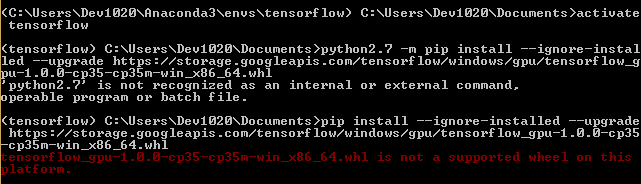 (C:\Users\Dev1020\Anaconda3\envs\tensorflow) C:\Users\Dev1020\Documents>activate
 tensorflow
(tensorflow) C:\Users\Dev1020\Documents>python2.7 -m pip install --ignore-instal
led --upgrade https://storage.googleapis.com/tensorflow/windows/gpu/tensorflow_g
pu-1.0.0-cp35-cp35m-win_x86_64.whl
'python2.7' is not recognized as an internal or external command,
operable program or batch file.
(tensorflow) C:\Users\Dev1020\Documents>pip install --ignore-installed --upgrade
 https://storage.googleapis.com/tensorflow/windows/gpu/tensorflow_gpu-1.0.0-cp35
-cp35m-win_x86_64.whl
tensorflow_gpu-1.0.0-cp35-cp35m-win_x86_64.whl is not a supported wheel on this
platform.